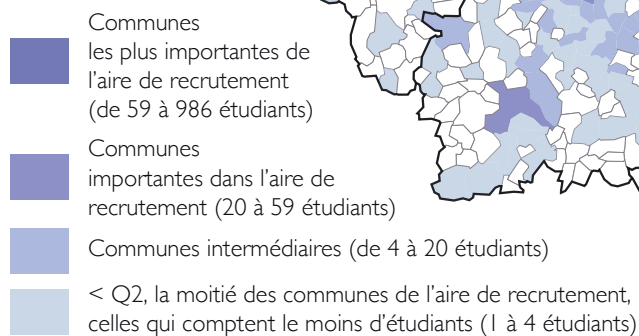 Communes
les plus importantes de
l'aire de recrutement
(de 59 à 986 étudiants)
Communes
importantes dans l'aire de
recrutement (20 à 59 étudiants)
Communes intermédiaires (de 4 à 20 étudiants)
< Q2, la moitié des communes de l'aire de recrutement,
celles qui comptent le moins d'étudiants (1 à 4 étudiants)